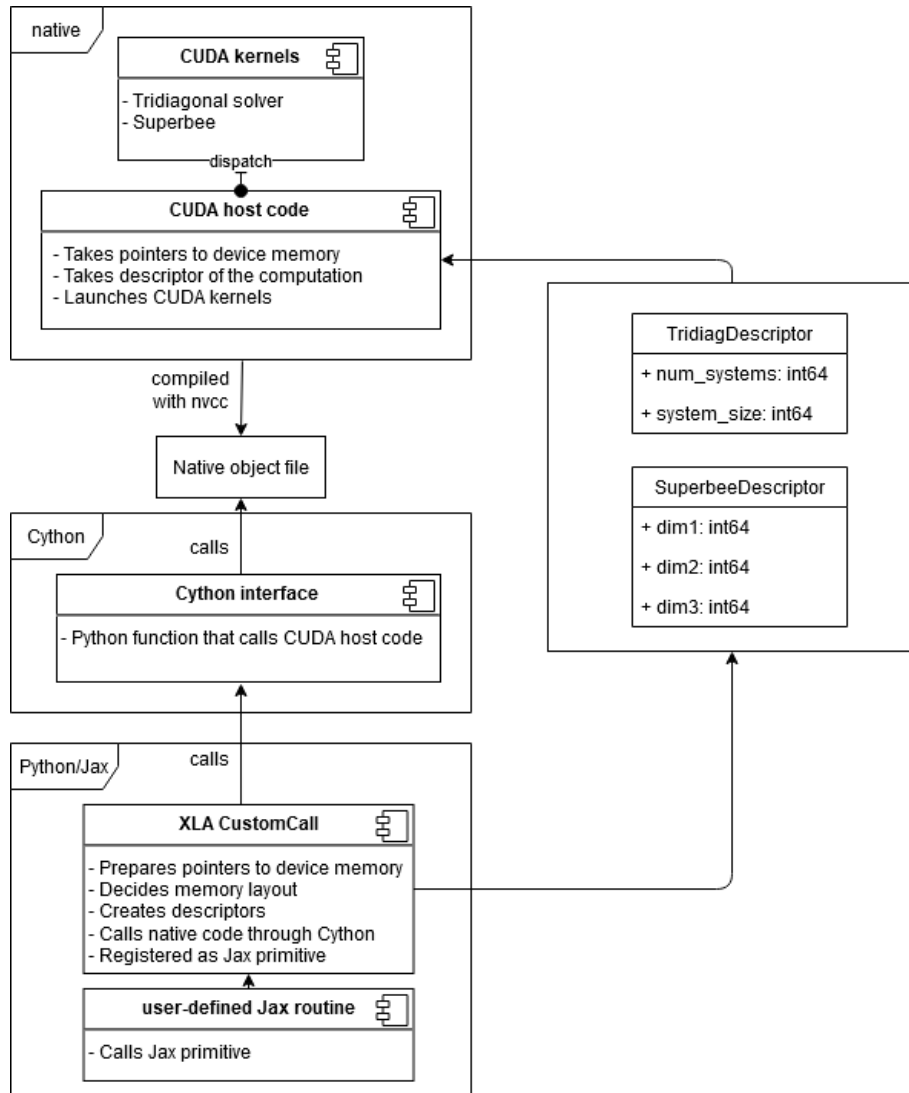 native
CUDA kernels
- Tridiagonal solver
- Superbee
dispatch
CUDA host code
- Takes pointers to device memory
- Takes descriptor of the computation
- Launches CUDA kernels
compiled
with nvcc
Native object file
Cython
calls
Cython interface
- Python function that calls CUDA host code
Python/Jax
calls
XLA CustomCall
- Prepares pointers to device memory
- Decides memory layout
- Creates descriptors
- Calls native code through Cython
- Registered as Jax primitive
user-defined Jax routine
- Calls Jax primitive
TridiagDescriptor
+ num_systems: int64
+ system_size: int64
SuperbeeDescriptor
+ dim1: int64
+ dim2: int64
+ dim3: int64